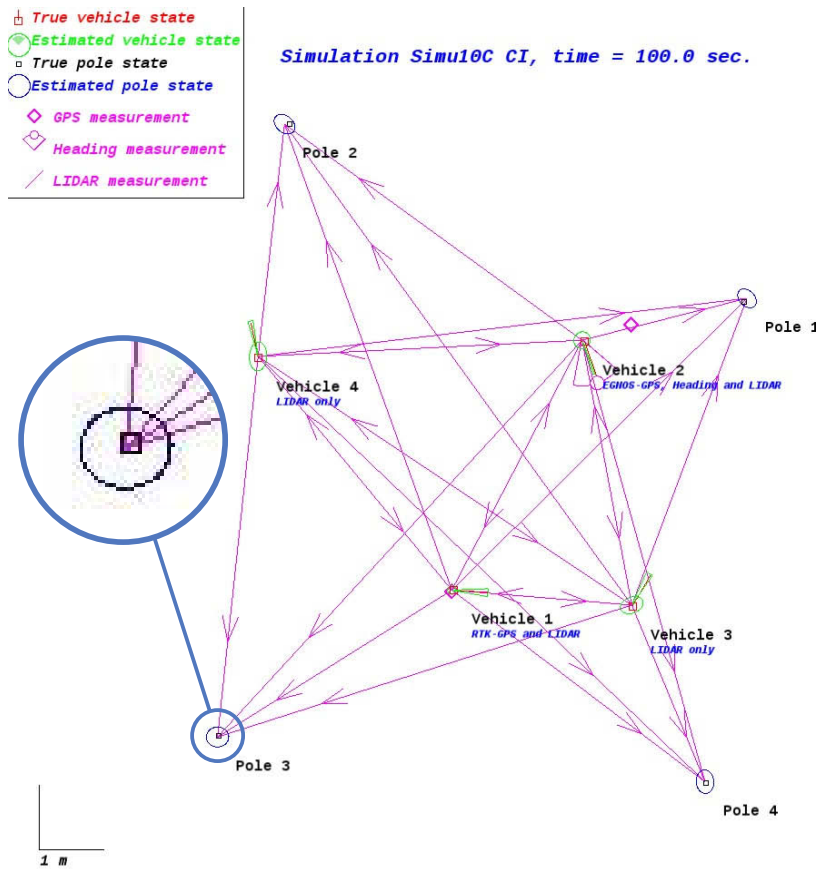 True vehicle state
Estimated vehicle state
True pole state
Estimated pole state
GPS measurement
Heading measurement
LIDAR measurement
Simulation Simu10C CI, time = 100.0 sec.
Pole 2
Pole 1
Vehicle 2
EGNOS-GPS, Heading and LIDAR
Vehicle 4
LIDAR only
Vehicle 1
RTK-GPS and LIDAR
Vehicle 3
LIDAR only
Pole 3
Pole 4
1 m